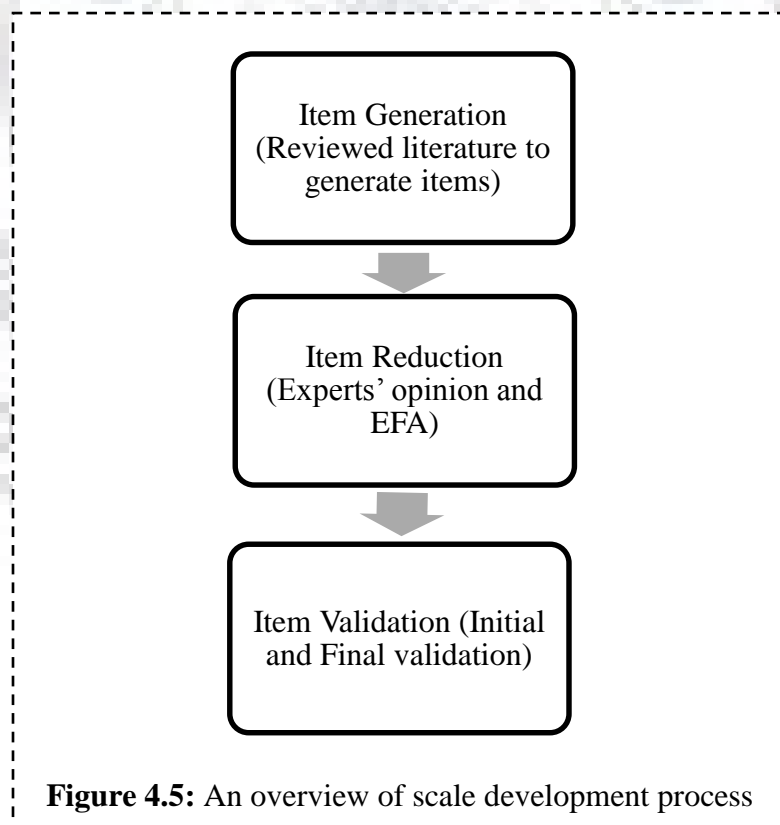 Item Generation
(Reviewed literature to
generate items)
Item Reduction
(Experts’ opinion and
EFA)
Item Validation (Initial
and Final validation)
Figure 4.5: An overview of scale development process